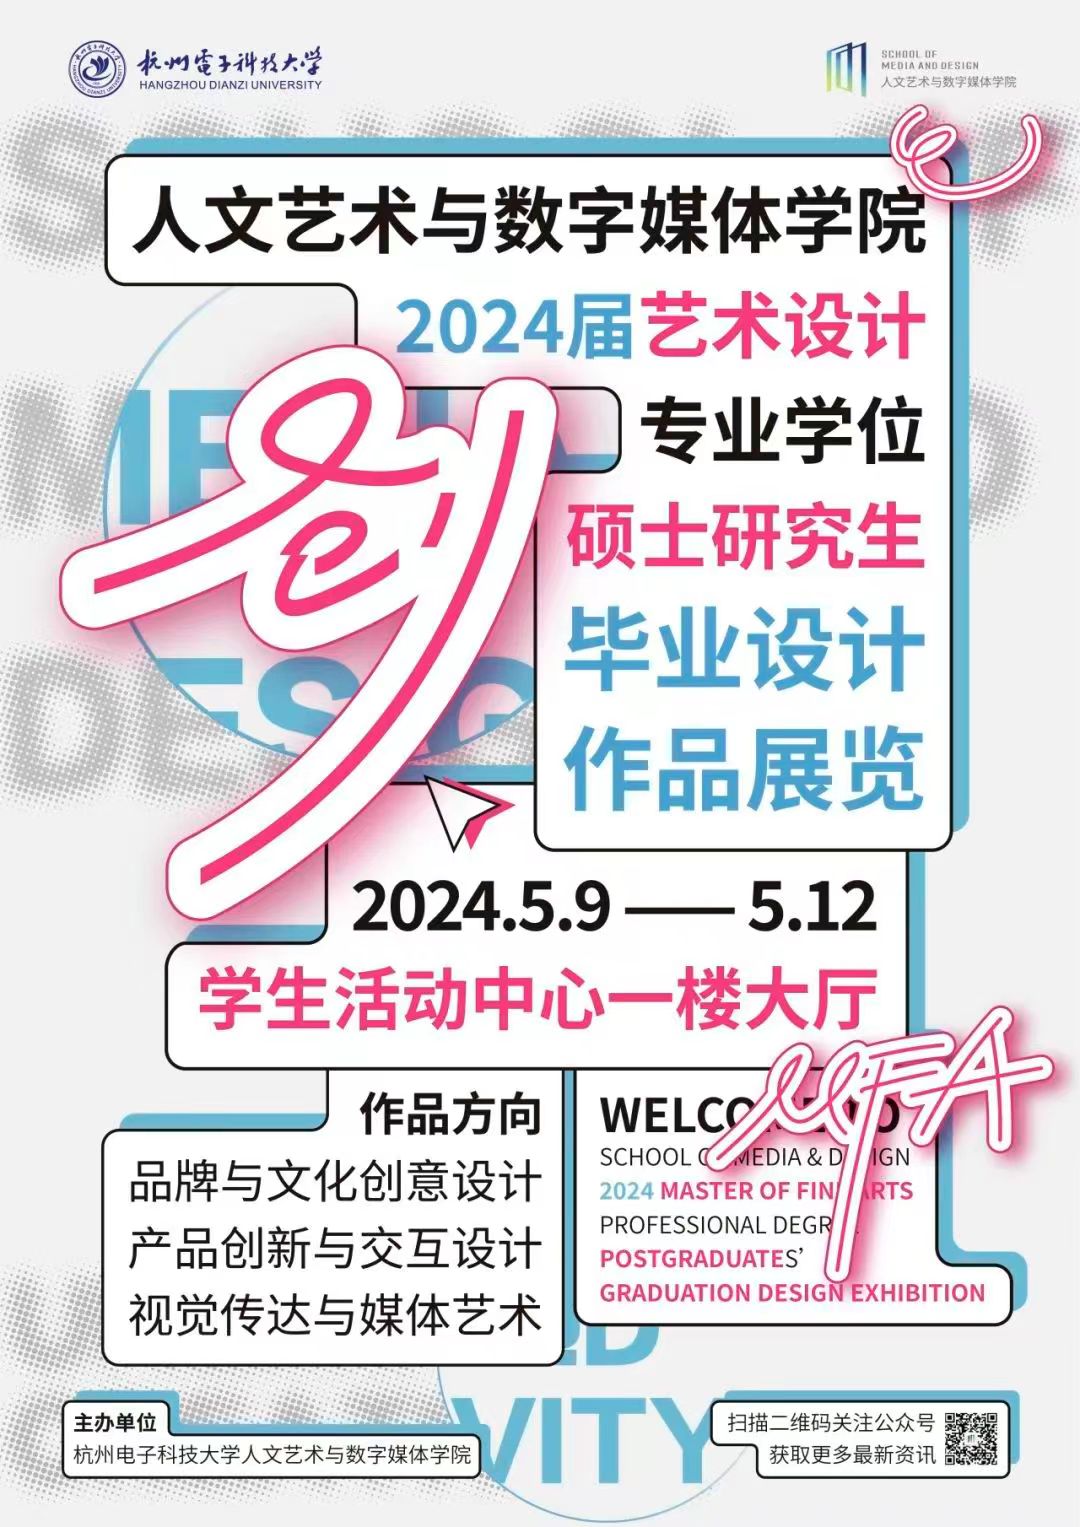 杭州電子科技大学
HANGZHOU DIANZI UNIVERSITY
SCHOOL OF
MEDIA AND DESIGN
人文艺术与数字媒体学院
人文艺术与数字媒体学院
2024届艺术设计
专业学位
硕士研究生
毕业设计
作品展览
创
2024.5.9——5.12
学生活动中心一楼大厅
MFA
作品方向
品牌与文化创意设计
产品创新与交互设计
视觉传达与媒体艺术
WELCOME TO
SCHOOL OF MEDIA & DESIGN
2024 MASTER OF FINE ARTS
PROFESSIONAL DEGREE
POSTGRADUATES'
GRADUATION DESIGN EXHIBITION
主办单位
杭州电子科技大学人文艺术与数字媒体学院
扫描二维码关注公众号
获取更多最新资讯